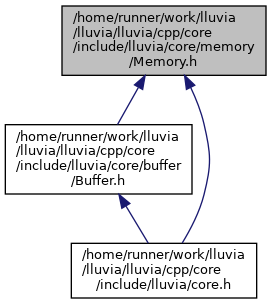 /home/runner/work/lluvia
/lluvia/lluvia/cpp/core
/include/lluvia/core/memory
/Memory.h
/home/runner/work/lluvia
/lluvia/lluvia/cpp/core
/include/lluvia/core/buffer
/Buffer.h
/home/runner/work/lluvia
/lluvia/lluvia/cpp/core
/include/lluvia/core.h